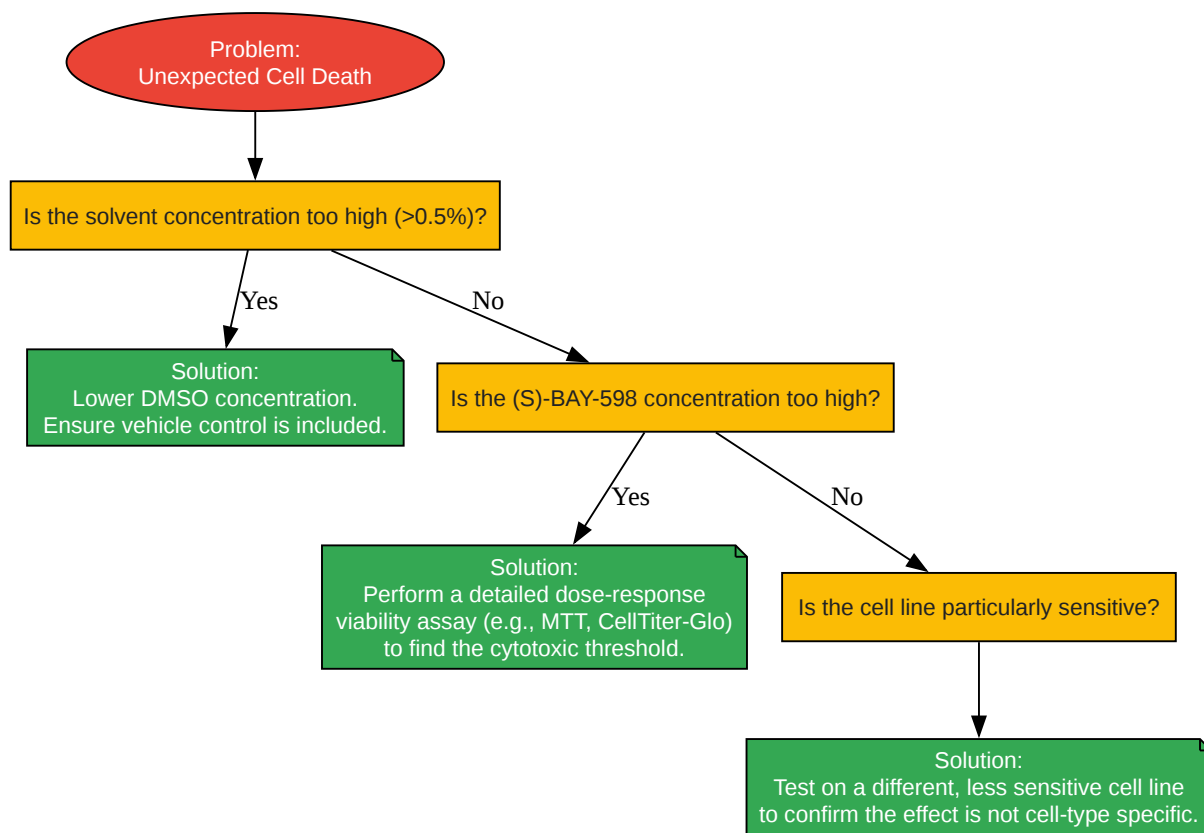 Problem:
Unexpected Cell Death
Is the solvent concentration too high (>0.5%)?
Yes
No
Solution:
Lower DMSO concentration.
Ensure vehicle control is included.
Is the (S)-BAY-598 concentration too high?
Yes
No
Solution:
Perform a detailed dose-response
viability assay (e.g., MTT, CellTiter-Glo)
to find the cytotoxic threshold.
Is the cell line particularly sensitive?
Solution:
Test on a different, less sensitive cell line
to confirm the effect is not cell-type specific.